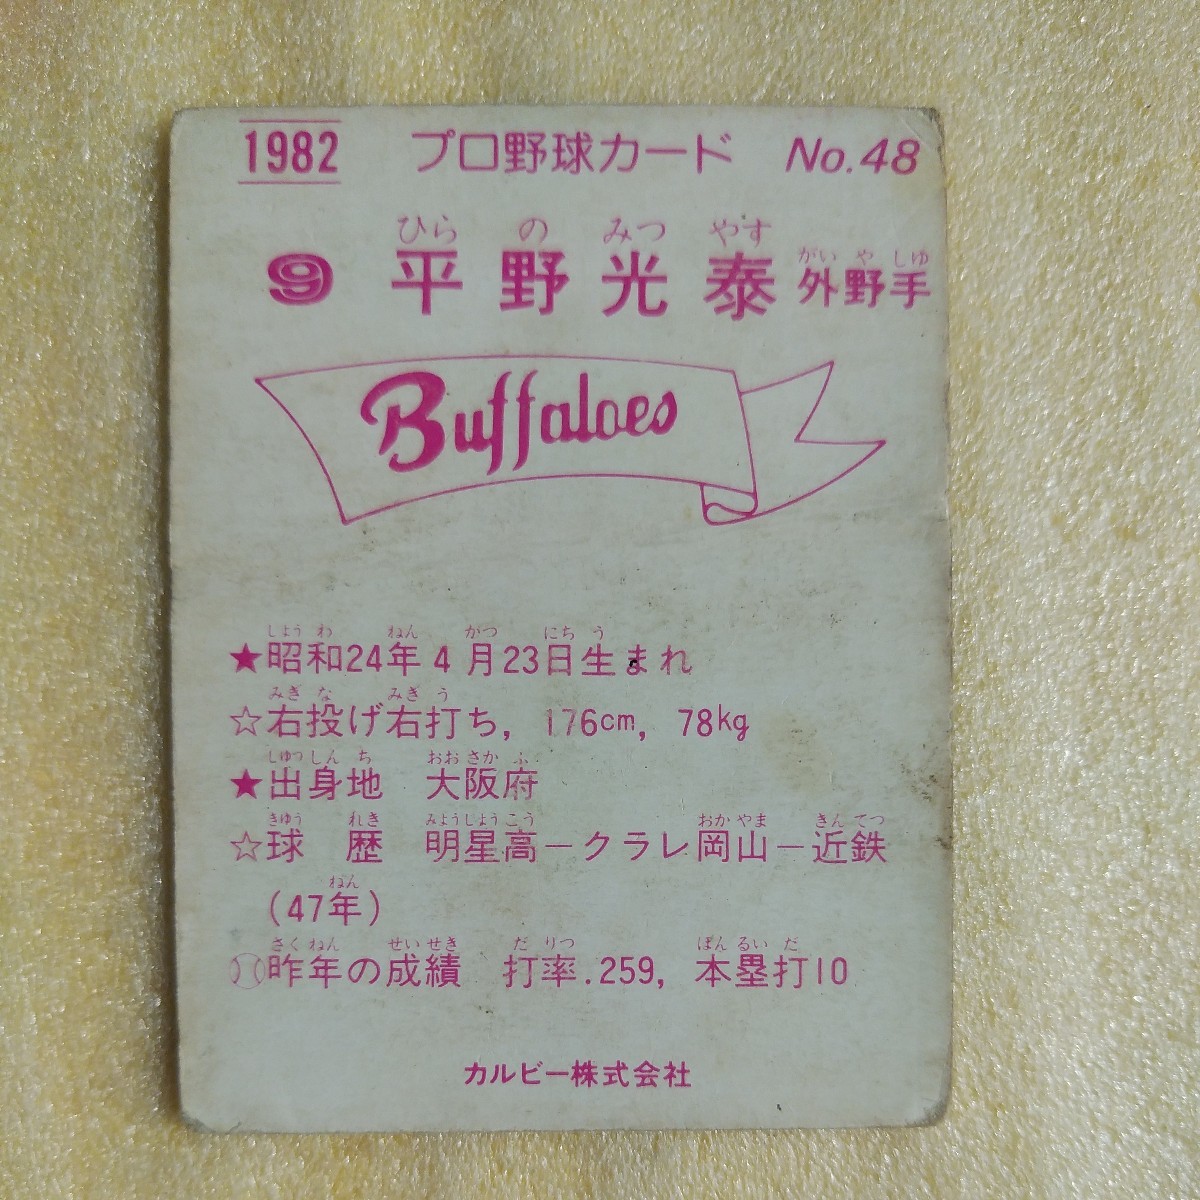 1982 プロ野球カード No.48
ひら の みつ やす がい や しゅ
9 平野光泰 外野手
Buffaloes
しょう わ ねん がつ にち う
★昭和24年4月23日生まれ
みぎ な みぎ う
☆右投げ右打ち, 176cm, 78kg
しゅっしん ち おお さか ふ
★出身地 大阪府
きゅう れき みょうじょうこう おか やま きん てつ
☆球 歴 明星高－クラレ岡山－近鉄
ねん
(47年)
さく ねん せい せき だ りつ ほん るい だ
昨年の成績 打率.259, 本塁打10
カルビー株式会社